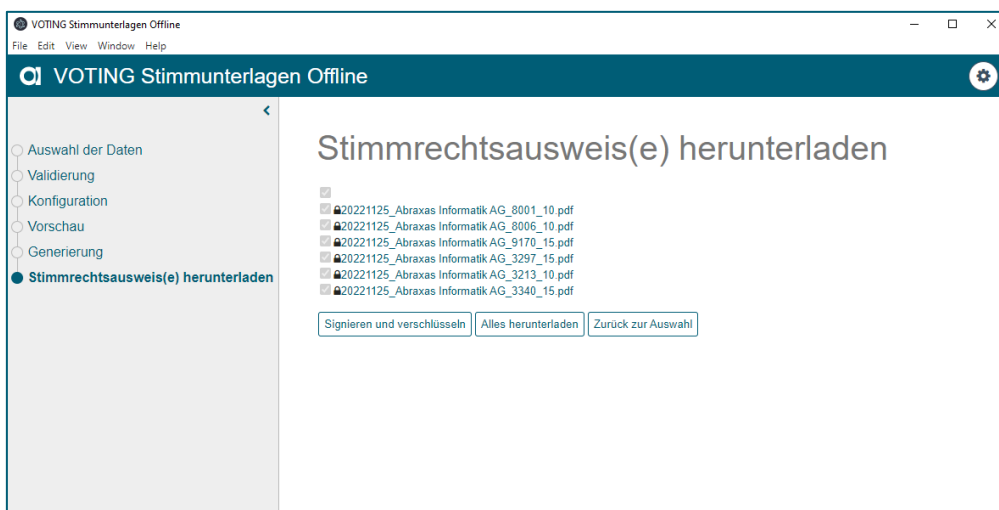 VOTING Stimmunterlagen Offline
File Edit View Window Help
VOTING Stimmunterlagen Offline
Auswahl der Daten
Validierung
Konfiguration
Vorschau
Generierung
Stimmrechtsausweis(e) herunterladen
Stimmrechtsausweis(e) herunterladen
20221125_Abraxas Informatik AG_8001_10.pdf
20221125_Abraxas Informatik AG_8006_10.pdf
20221125_Abraxas Informatik AG_9170_15.pdf
20221125_Abraxas Informatik AG_3297_15.pdf
20221125_Abraxas Informatik AG_3213_10.pdf
20221125_Abraxas Informatik AG_3340_15.pdf
Signieren und verschlüsseln Alles herunterladen Zurück zur Auswahl